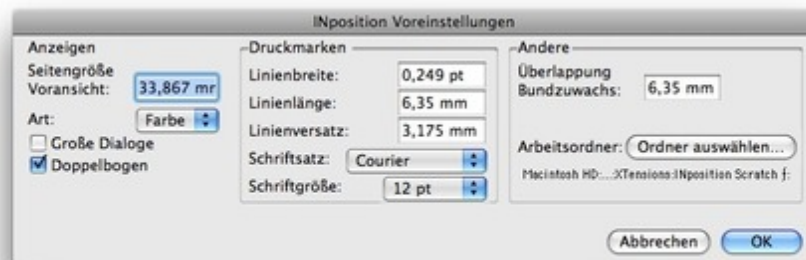 INposition Voreinstellungen
Anzeigen
Seitengröße
Voransicht: 33,867 mr
Art: Farbe
Große Dialoge
Doppelbogen
Druckmarken
Linienbreite: 0,249 pt
Linienlänge: 6,35 mm
Linienversatz: 3,175 mm
Schriftsatz: Courier
Schriftgröße: 12 pt
Andere
Überlappung
Bundzuwachs: 6,35 mm
Arbeitsordner: Ordner auswählen...
Macintosh HD:...:XTensions:INposition Scratch ƒ:
Abbrechen OK